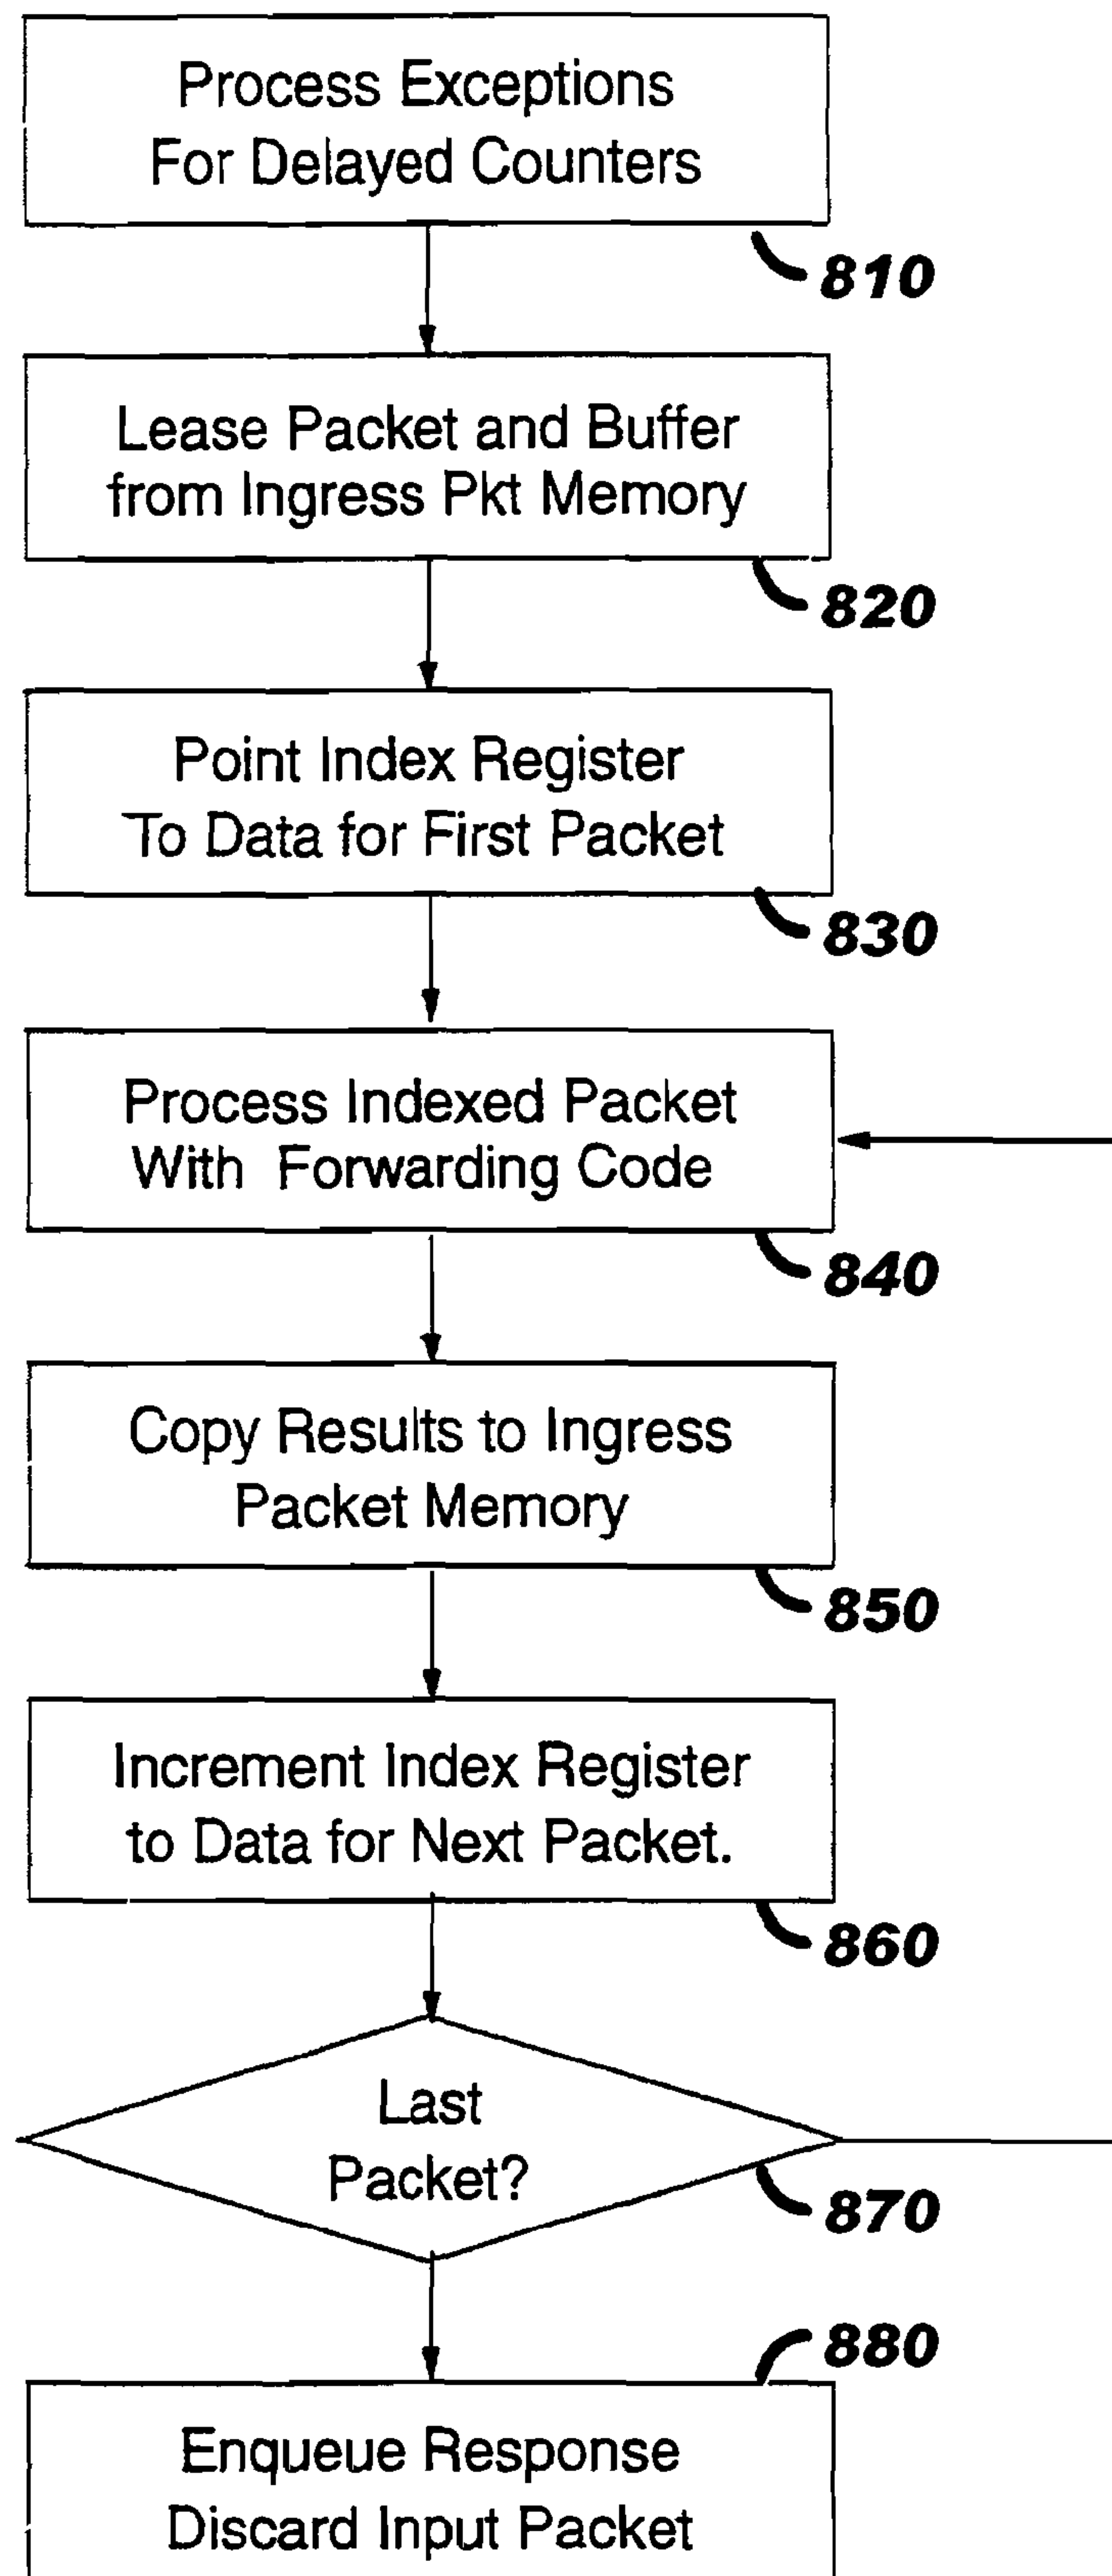 Process Exceptions
For Delayed Counters
810
Lease Packet and Buffer
from Ingress Pkt Memory
820
Point Index Register
To Data for First Packet
830
Process Indexed Packet
With Forwarding Code
840
Copy Results to Ingress
Packet Memory
850
Increment Index Register
to Data for Next Packet.
860
Last
Packet?
870
880
Enqueue Response
Discard Input Packet